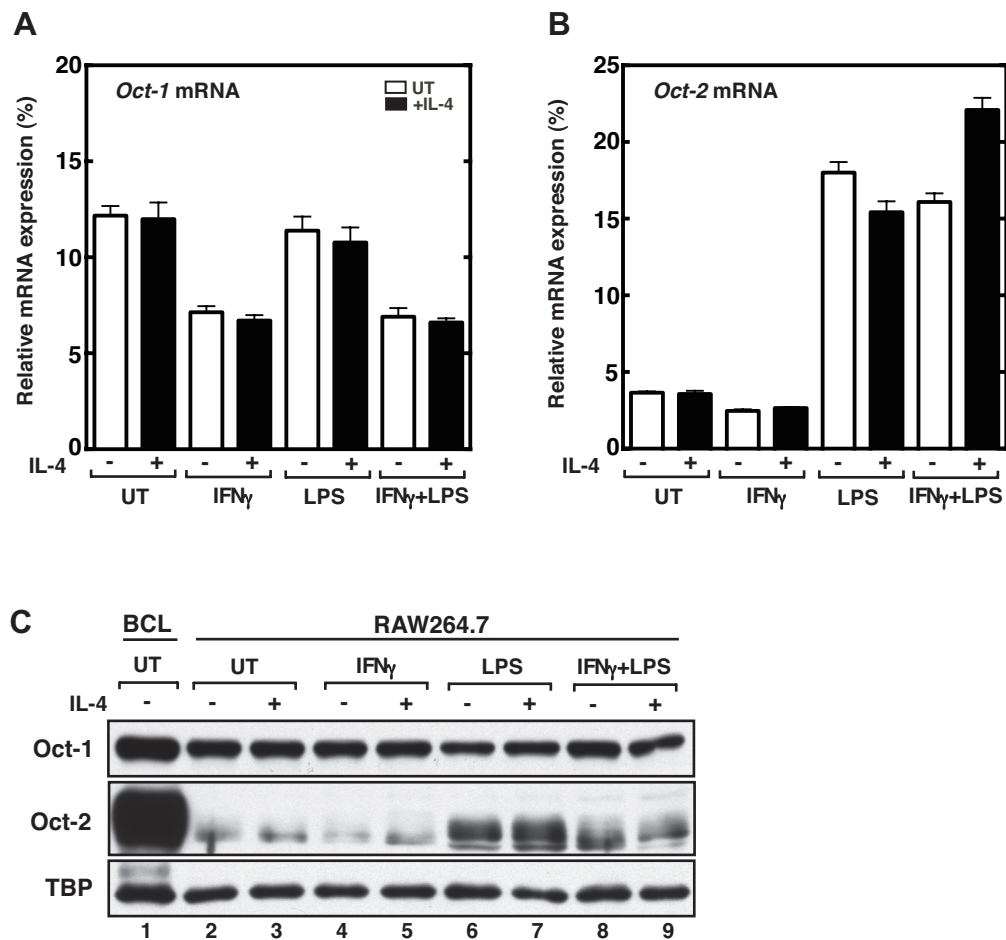 A
Oct-1 mRNA
UT
+IL-4
Relative mRNA expression (%)
20
15
10
5
0
IL-4 - + - + - + - +
UT IFNγ LPS IFNγ+LPS
B
Oct-2 mRNA
Relative mRNA expression (%)
25
20
15
10
5
0
IL-4 - + - + - + - +
UT IFNγ LPS IFNγ+LPS
C
BCL RAW264.7
UT UT IFNγ LPS IFNγ+LPS
IL-4 - - + - + - + - +
Oct-1
Oct-2
TBP
1 2 3 4 5 6 7 8 9